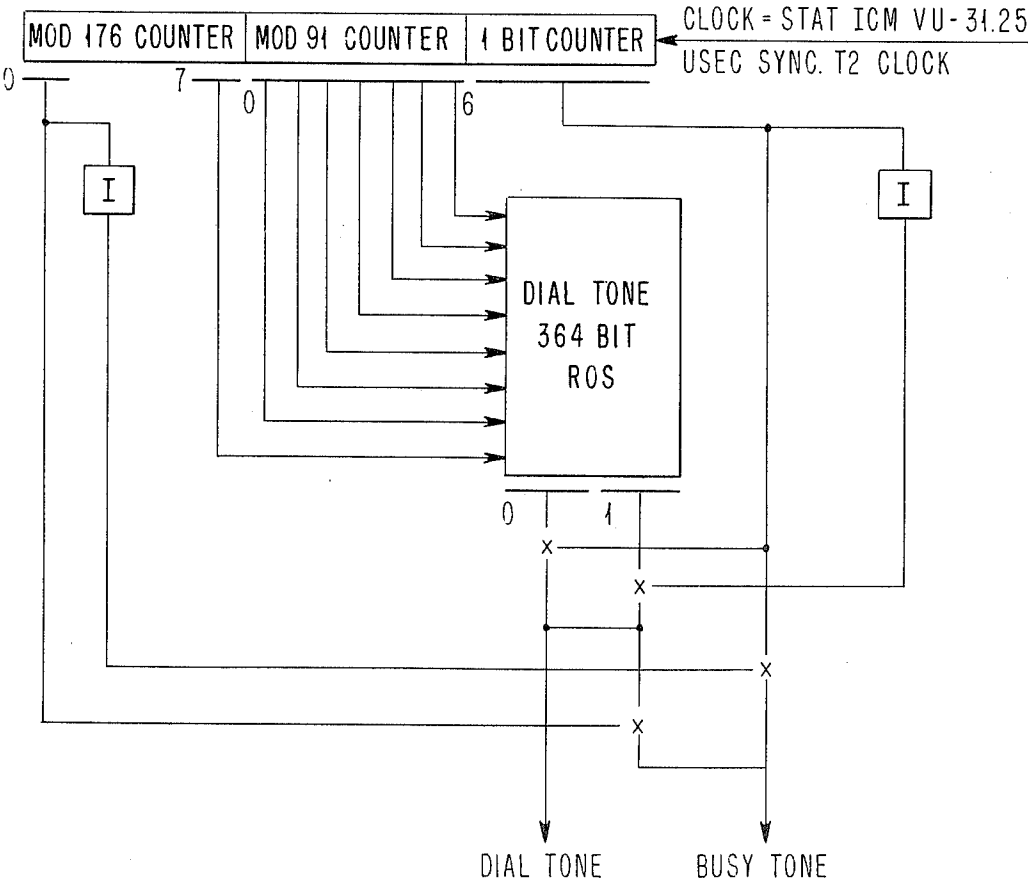 CLOCK = STAT ICM VU-31.25
USEC SYNC. T2 CLOCK
MOD 176 COUNTER
MOD 91 COUNTER
1 BIT COUNTER
0
7
0
6
I
I
DIAL TONE
364 BIT
ROS
0
1
X
X
X
X
DIAL TONE
BUSY TONE